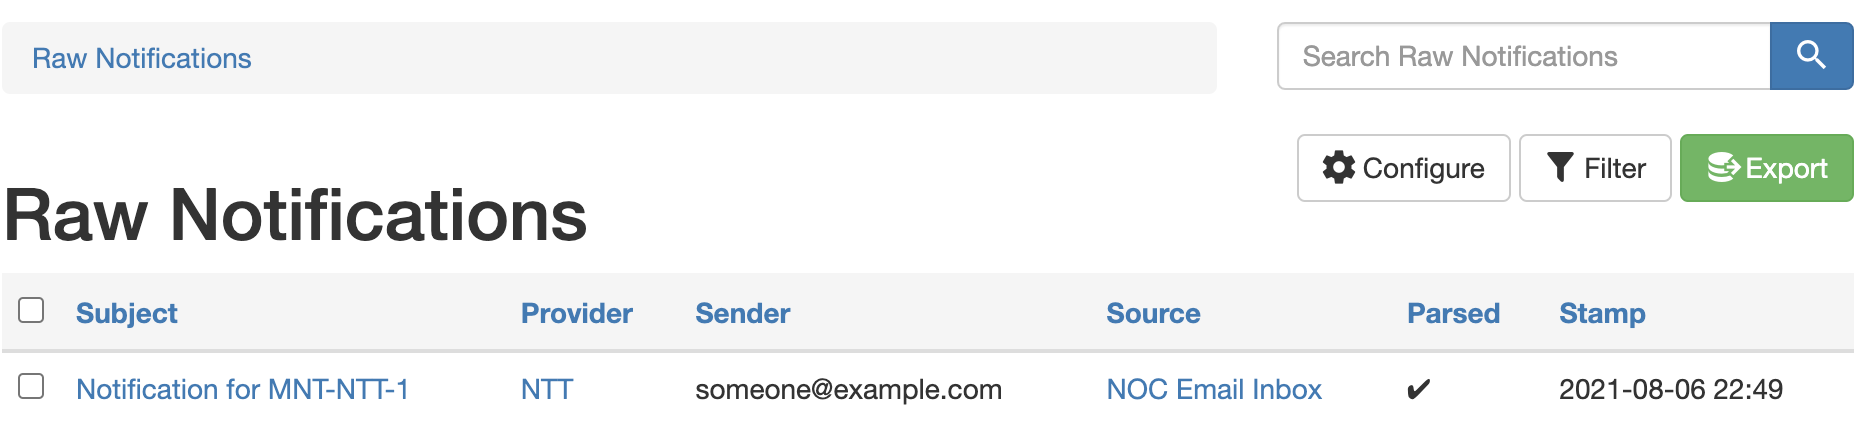 Raw Notifications
Search Raw Notifications
Configure Filter Export
Raw Notifications
Subject Provider Sender Source Parsed Stamp
Notification for MNT-NTT-1 NTT someone@example.com NOC Email Inbox ✔ 2021-08-06 22:49